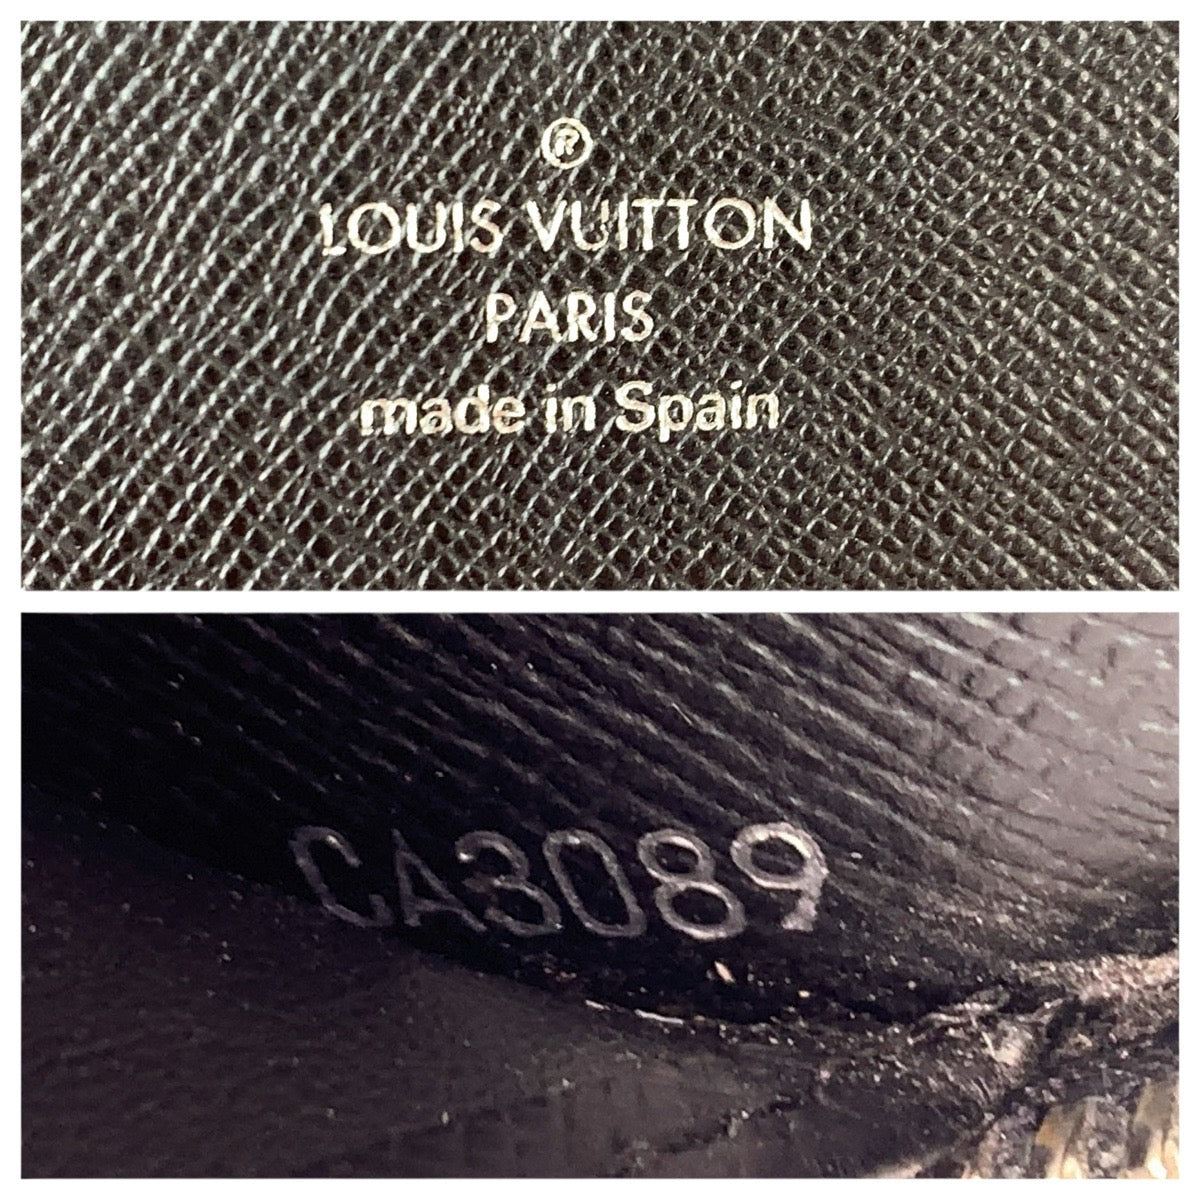 ®
LOUIS VUITTON
PARIS
made in Spain
CA3089